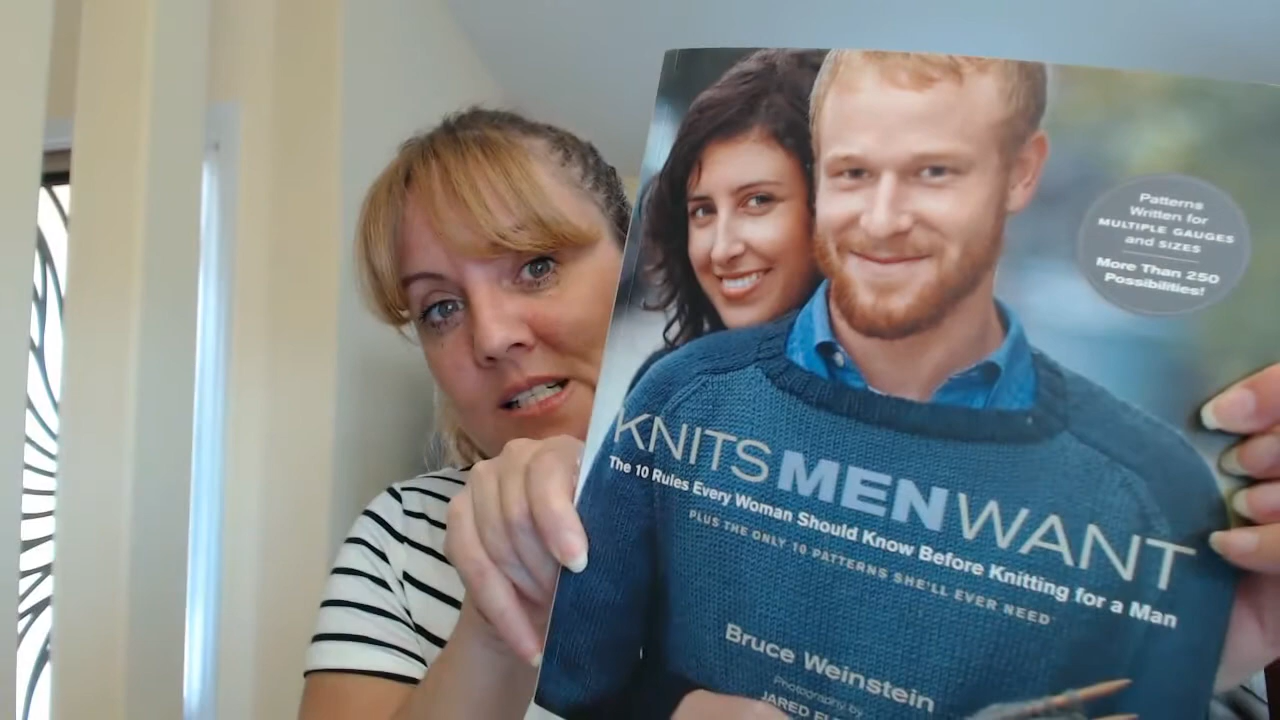 Patterns
Written for
MULTIPLE GAUGES
and SIZES
More Than 250
Possibilities!
KNITS MEN WANT
The 10 Rules Every Woman Should Know Before Knitting for a Man
PLUS THE ONLY 10 PATTERNS SHE'LL EVER NEED
Bruce Weinstein
Photography by
JARED